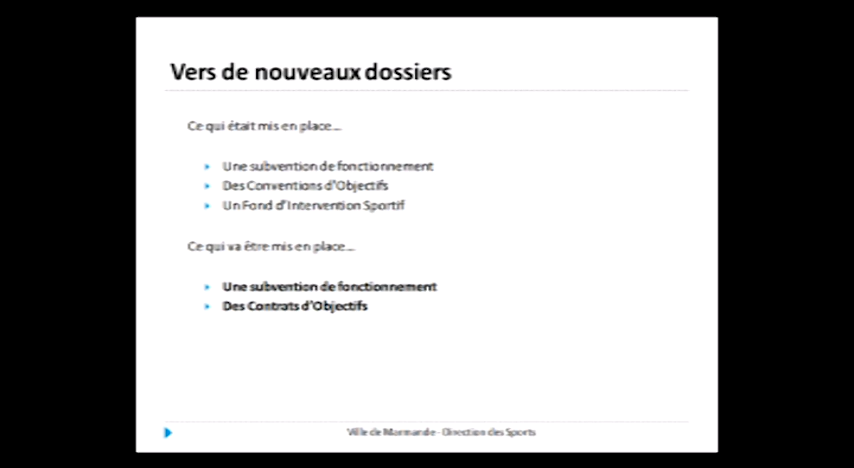 Vers de nouveaux dossiers
Ce qui était mis en place...
Une subvention de fonctionnement
Des Conventions d'Objectifs
Un Fond d'Intervention Sportif
Ce qui va être mis en place...
Une subvention de fonctionnement
Des Contrats d'Objectifs
Ville de Marmande - Direction des Sports